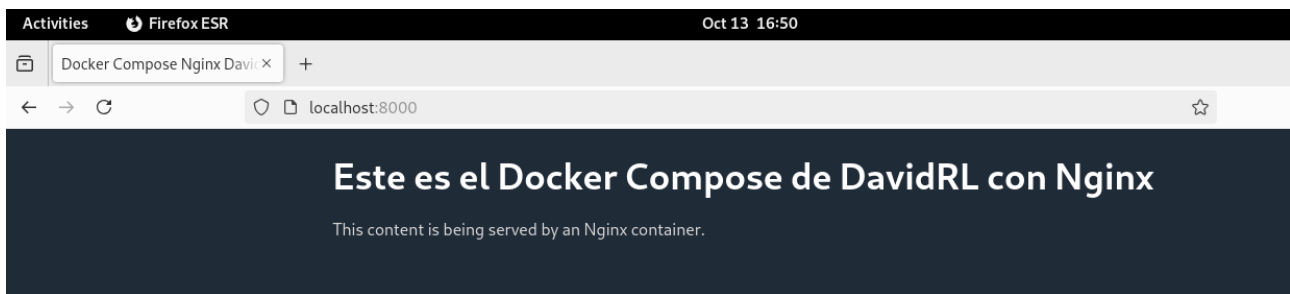 Activities Firefox ESR Oct 13 16:50
Docker Compose Nginx Davi
localhost:8000
Este es el Docker Compose de DavidRL con Nginx
This content is being served by an Nginx container.